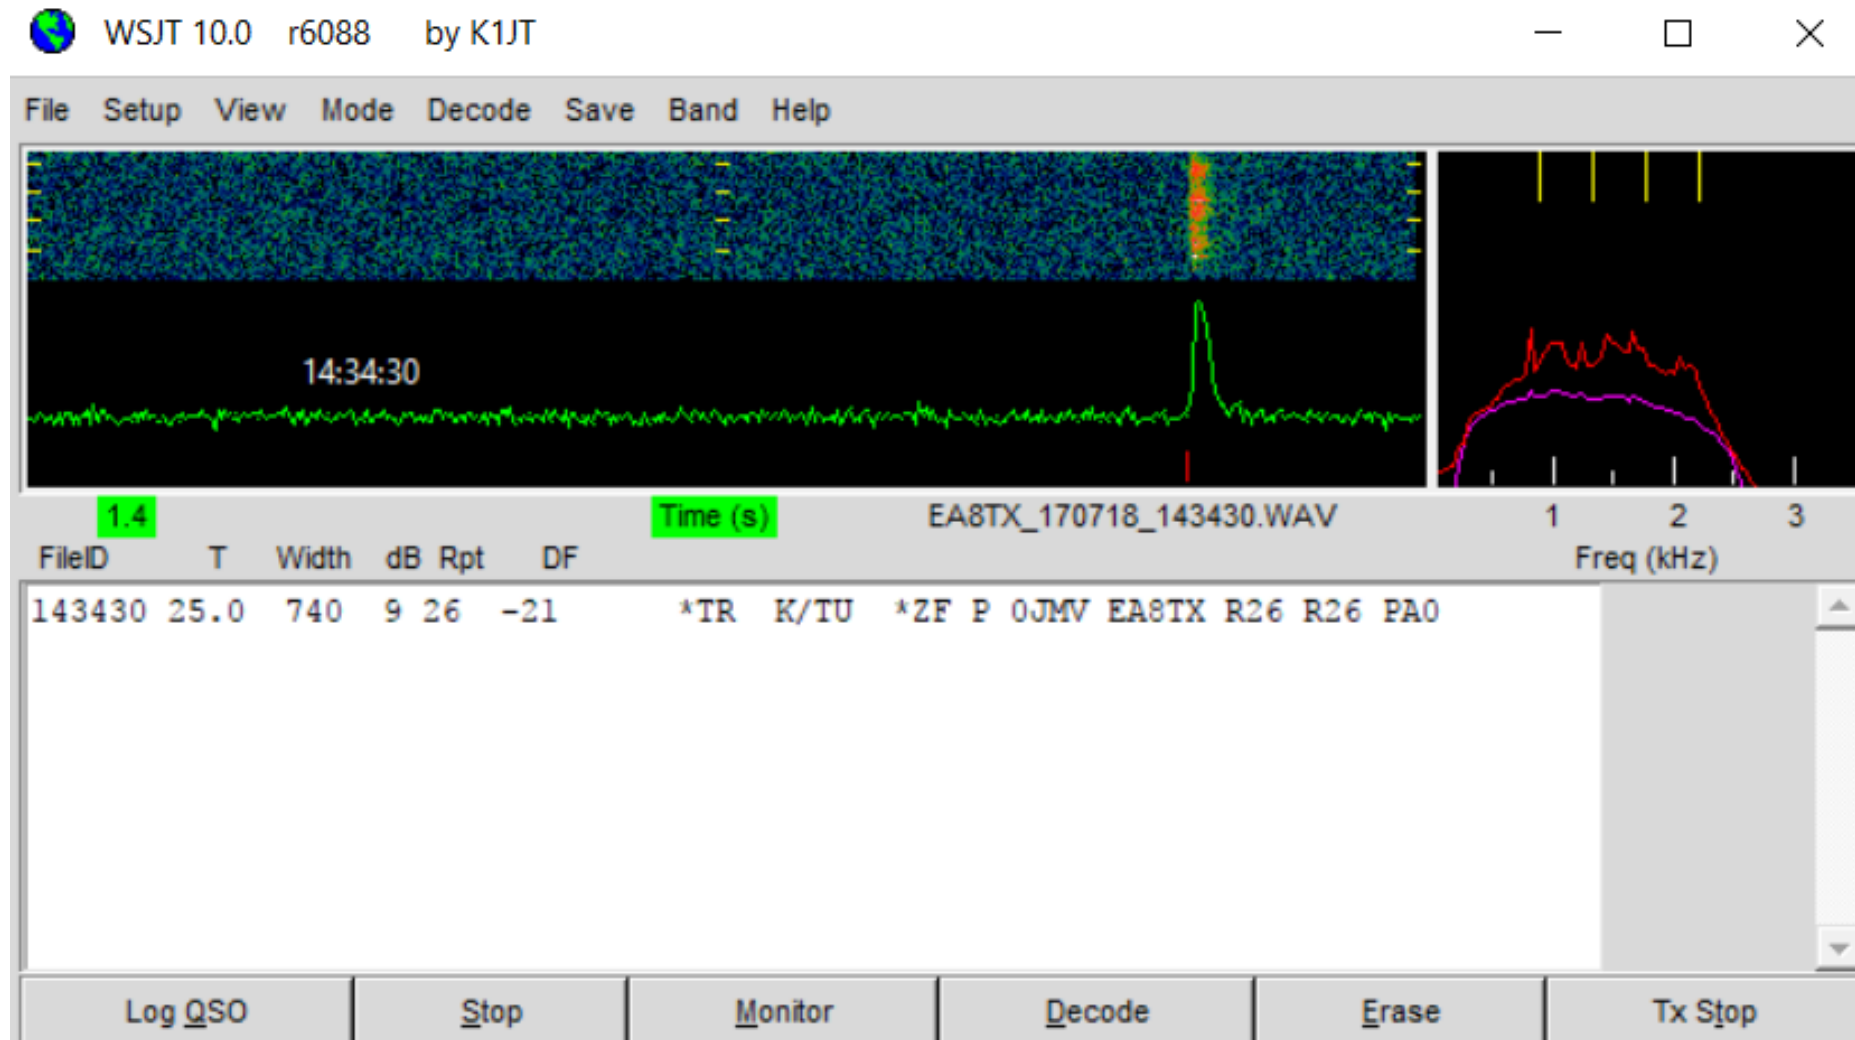 WSJT 10.0 r6088 by K1JT
File Setup View Mode Decode Save Band Help
14:34:30
1.4 Time (s) EA8TX_170718_143430.WAV 1 2 3
FileID T Width dB Rpt DF Freq (kHz)
143430 25.0 740 9 26 -21 *TR K/TU *ZF P 0JMV EA8TX R26 R26 PA0
Log QSO Stop Monitor Decode Erase Tx Stop